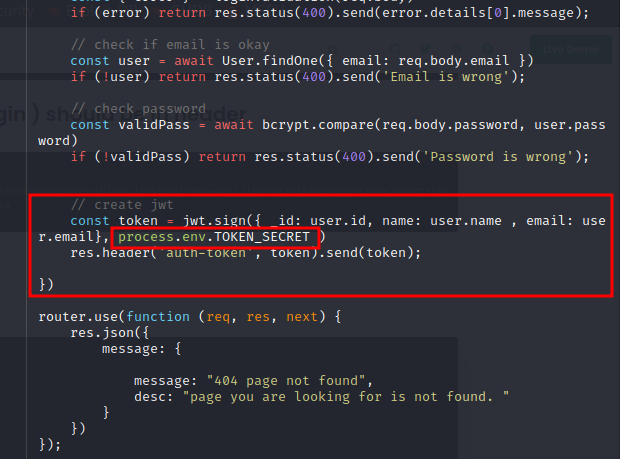 if (error) return res.status(400).send(error.details[0].message);
// check if email is okay
const user = await User.findOne({ email: req.body.email })
if (!user) return res.status(400).send('Email is wrong');
// check password
const validPass = await bcrypt.compare(req.body.password, user.pass
word)
if (!validPass) return res.status(400).send('Password is wrong');
// create jwt
const token = jwt.sign({ _id: user.id, name: user.name , email: use
r.email}, process.env.TOKEN_SECRET )
res.header('auth-token', token).send(token);
})
router.use(function (req, res, next) {
res.json({
message: {
message: "404 page not found",
desc: "page you are looking for is not found. "
}
})
});